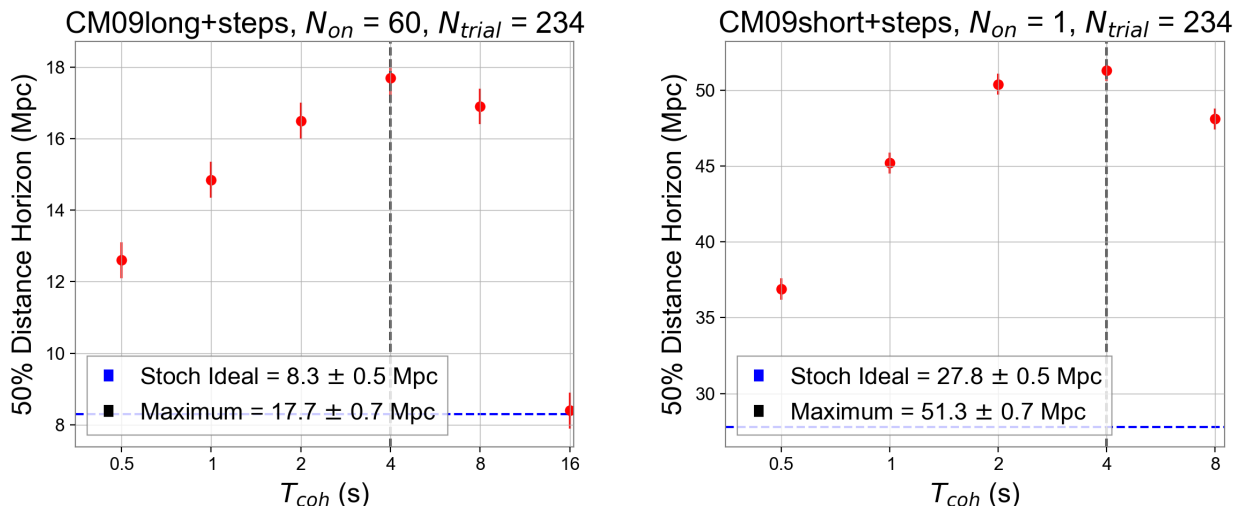 CM09long+steps, N_on = 60, N_trial = 234
50% Distance Horizon (Mpc)
18
16
14
12
10
8
Stoch Ideal = 8.3 ± 0.5 Mpc
Maximum = 17.7 ± 0.7 Mpc
0.5 1 2 4 8 16
T_coh (s)
CM09short+steps, N_on = 1, N_trial = 234
50% Distance Horizon (Mpc)
50
45
40
35
30
Stoch Ideal = 27.8 ± 0.5 Mpc
Maximum = 51.3 ± 0.7 Mpc
0.5 1 2 4 8
T_coh (s)